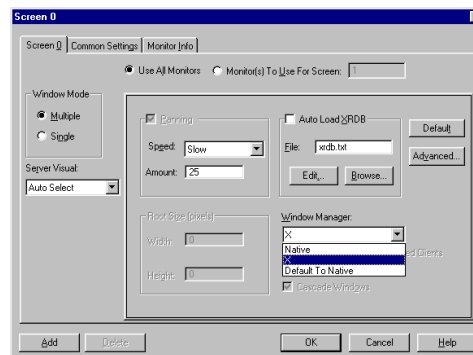 Screen 0
Screen 0 Common Settings Monitor Info
Use All Monitors Monitor(s) To Use For Screen: 1
Window Mode
Multiple
Single
Server Visual:
Auto Select
Panning
Speed: Slow
Amount: 25
Auto Load XRDB
File: xrdb.txt
Edit... Browse...
Default
Advanced...
Root Size (pixels)
Width: 0
Height: 0
Window Manager:
X
Native
X
Default To Native
ed Clients
Cascade Windows
Add Delete OK Cancel Help